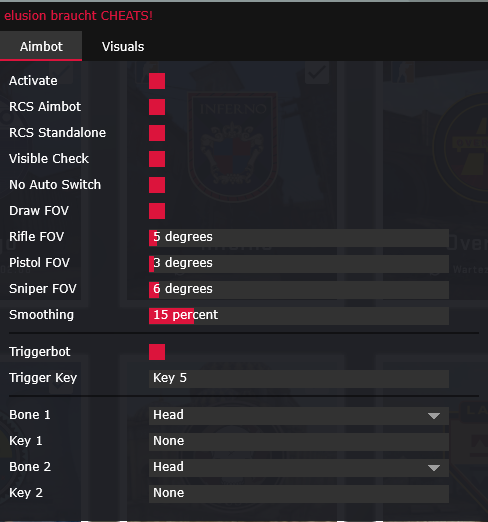 elusion braucht CHEATS!
Aimbot Visuals
Activate
RCS Aimbot
RCS Standalone
Visible Check
No Auto Switch
Draw FOV
Rifle FOV 5 degrees
Pistol FOV 3 degrees
Sniper FOV 6 degrees
Smoothing 15 percent
Triggerbot
Trigger Key Key 5
Bone 1 Head
Key 1 None
Bone 2 Head
Key 2 None
INFERNO